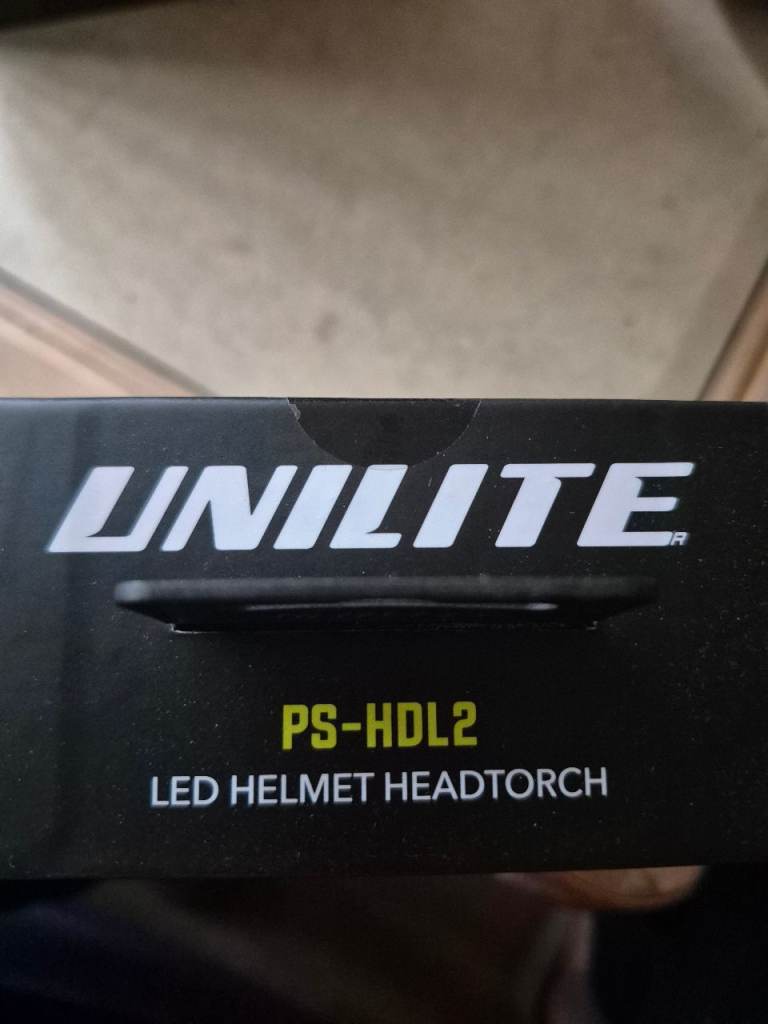 UNILITE®
PS-HDL2
LED HELMET HEADTORCH